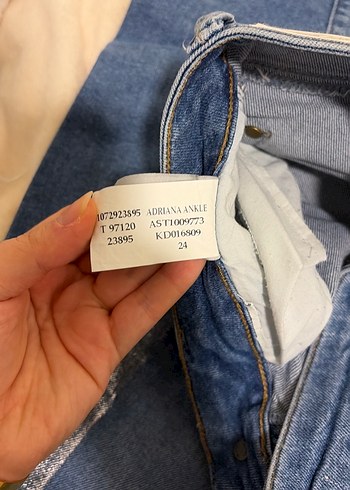 1072923895 ADRIANA ANKLE
T 97120 AST1009773
23895 KD016809
24